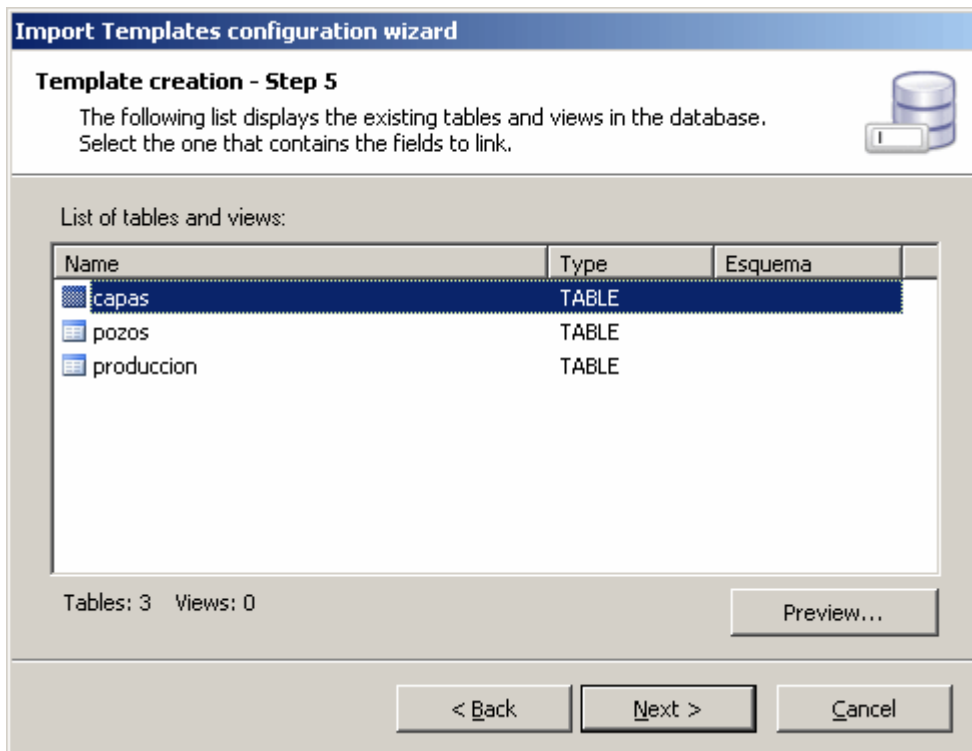 Import Templates configuration wizard
Template creation - Step 5
The following list displays the existing tables and views in the database.
Select the one that contains the fields to link.
List of tables and views:
Name Type Esquema
capas TABLE
pozos TABLE
produccion TABLE
Tables: 3 Views: 0
Preview...
< Back Next > Cancel